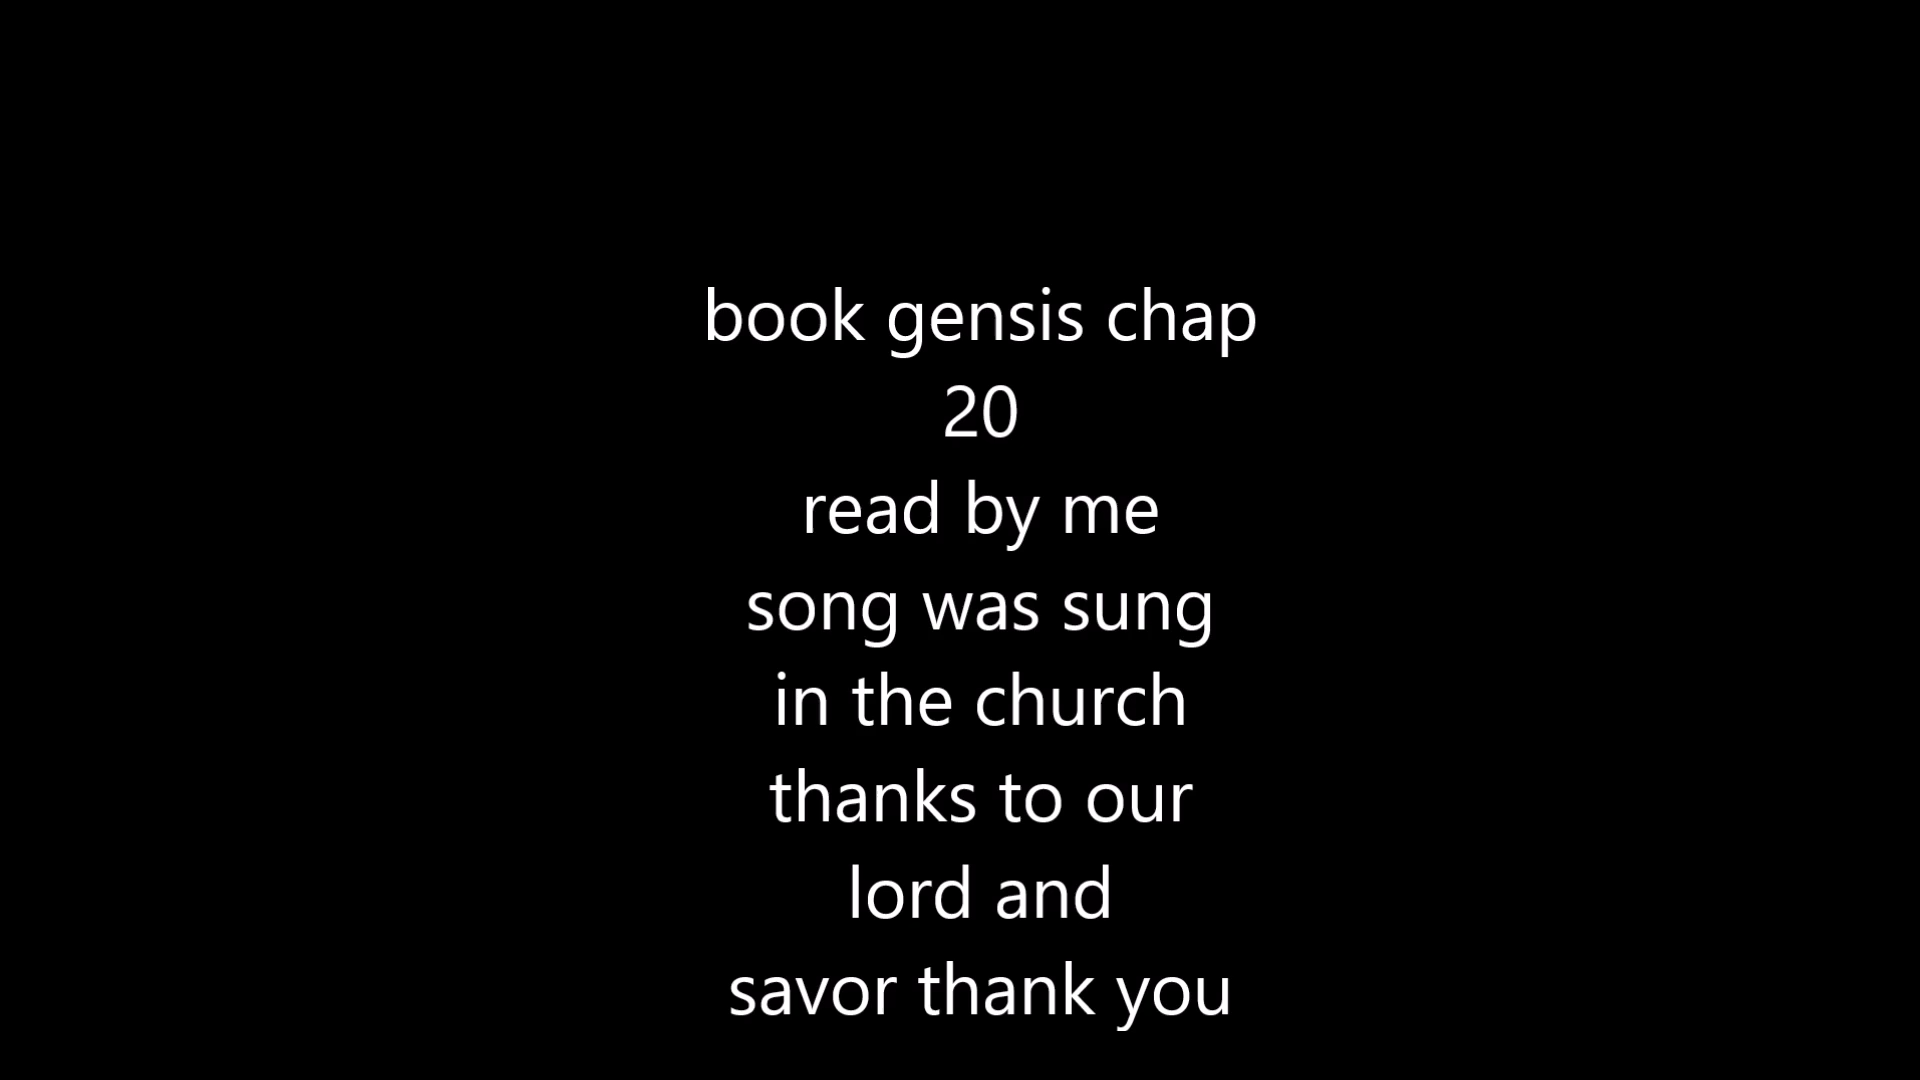 book gensis chap
20
read by me
song was sung
in the church
thanks to our
lord and
savor thank you